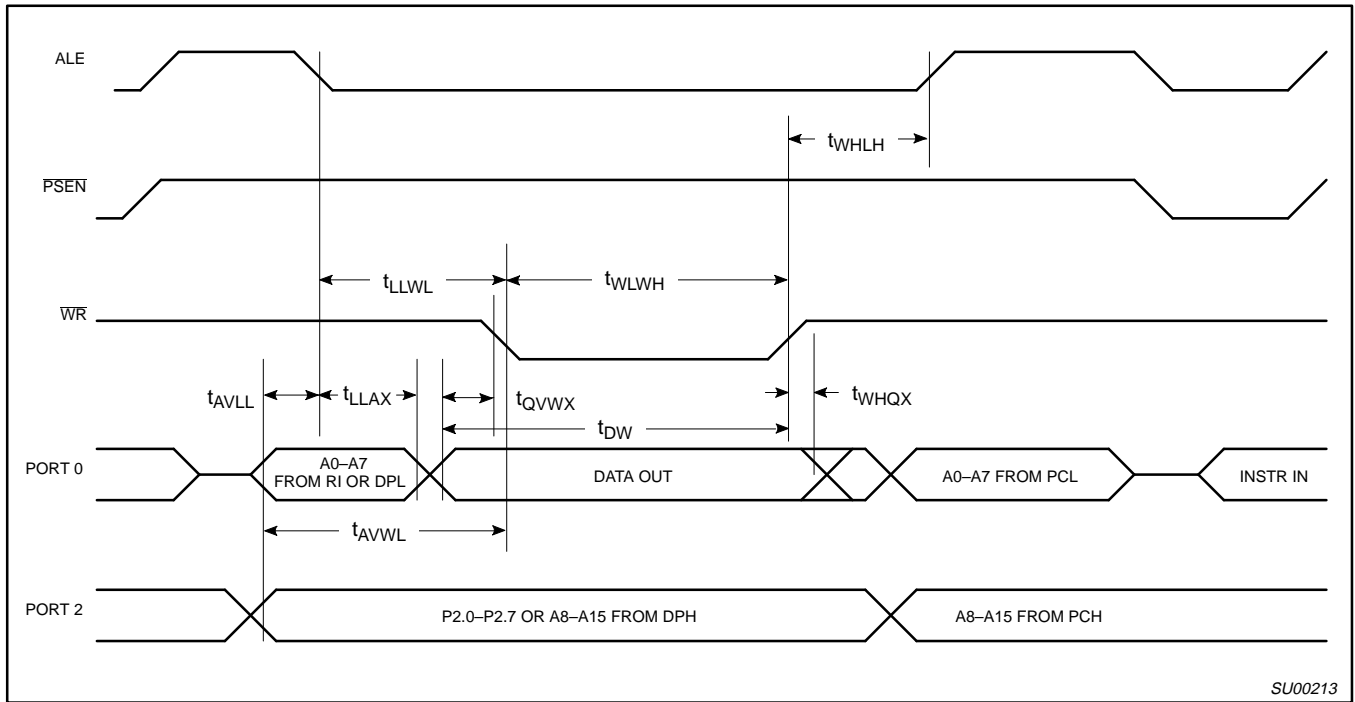 ALE
tWHLH
PSEN
tLLWL
tWLWH
WR
tAVLL
tLLAX
tQVWX
tWHQX
tDW
PORT 0
A0–A7
FROM RI OR DPL
DATA OUT
A0–A7 FROM PCL
INSTR IN
tAVWL
PORT 2
P2.0–P2.7 OR A8–A15 FROM DPH
A8–A15 FROM PCH
SU00213